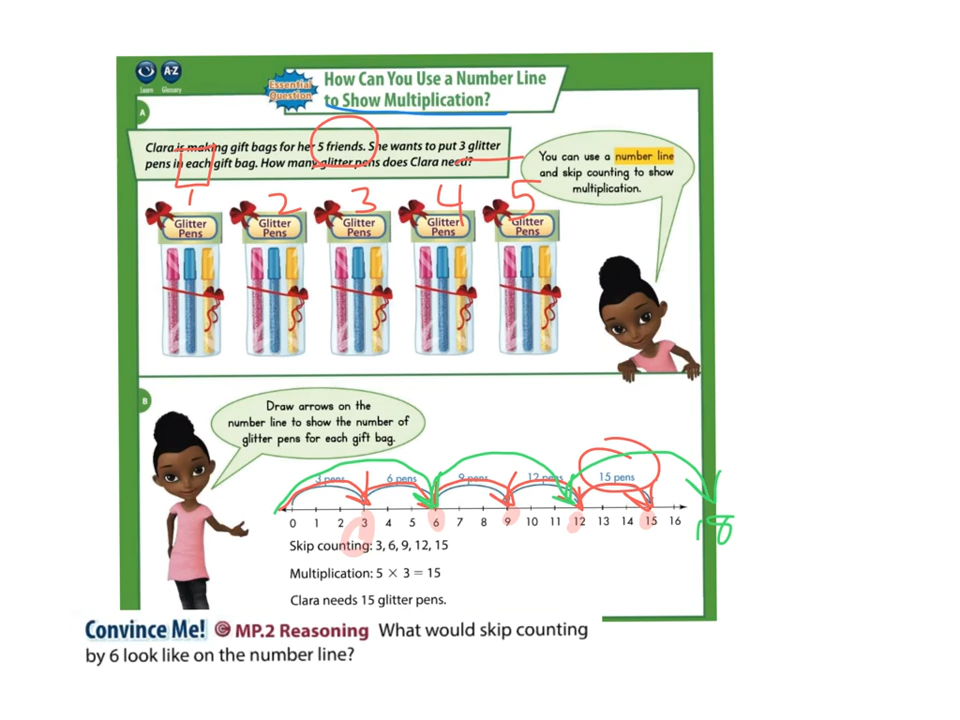 Learn
A-Z
Glossary
Essential
Question
How Can You Use a Number Line
to Show Multiplication?
A
Clara is making gift bags for her 5 friends. She wants to put 3 glitter
pens in each gift bag. How many glitter pens does Clara need?
You can use a number line
and skip counting to show
multiplication.
1 2 3 4 5
Glitter Pens
Glitter Pens
Glitter Pens
Glitter Pens
Glitter Pens
B
Draw arrows on the
number line to show the number of
glitter pens for each gift bag.
3 pens 6 pens 9 pens 12 pens 15 pens
0 1 2 3 4 5 6 7 8 9 10 11 12 13 14 15 16
18
Skip counting: 3, 6, 9, 12, 15
Multiplication: 5 × 3 = 15
Clara needs 15 glitter pens.
Convince Me! MP.2 Reasoning What would skip counting
by 6 look like on the number line?